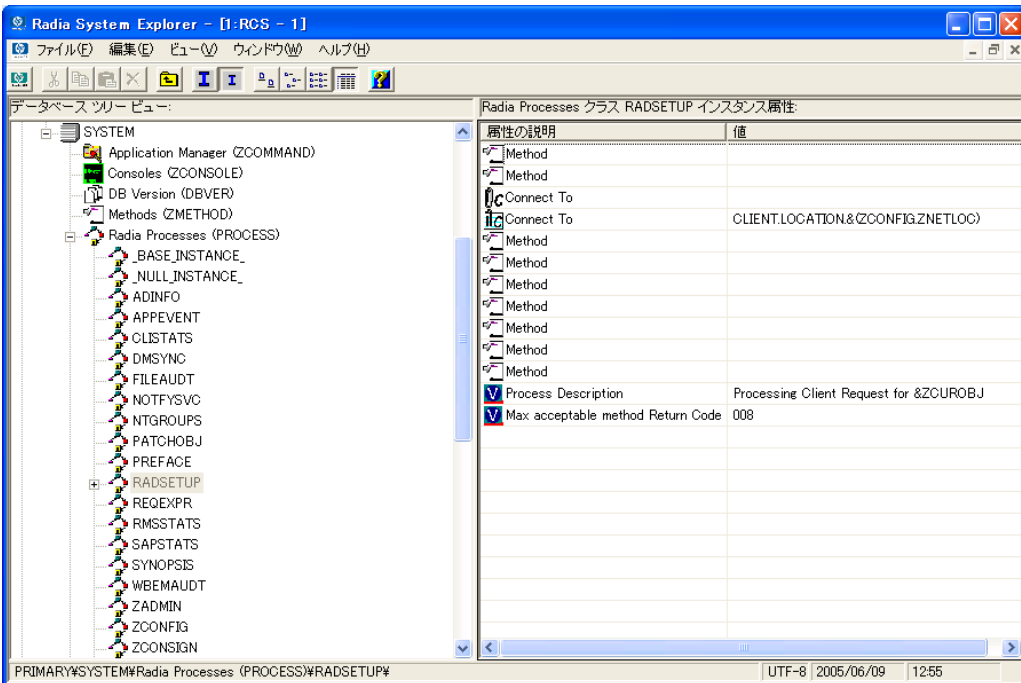 Radia System Explorer - [1:RCS - 1]
ファイル(F) 編集(E) ビュー(V) ウィンドウ(W) ヘルプ(H)
データベース ツリー ビュー:
SYSTEM
Application Manager (ZCOMMAND)
Consoles (ZCONSOLE)
DB Version (DBVER)
Methods (ZMETHOD)
Radia Processes (PROCESS)
_BASE_INSTANCE_
_NULL_INSTANCE_
ADINFO
APPEVENT
CLISTATS
DMSYNC
FILEAUDT
NOTFYSVC
NTGROUPS
PATCHOBJ
PREFACE
RADSETUP
REQEXPR
RMSSTATS
SAPSTATS
SYNOPSIS
WBEMAUDT
ZADMIN
ZCONFIG
ZCONSIGN
Radia Processes クラス RADSETUP インスタンス属性:
属性の説明 値
Method
Method
Connect To
Connect To CLIENT.LOCATION.&(ZCONFIG.ZNETLOC)
Method
Method
Method
Method
Method
Method
Method
Process Description Processing Client Request for &ZCUROBJ
Max acceptable method Return Code 008
PRIMARY¥SYSTEM¥Radia Processes (PROCESS)¥RADSETUP¥ UTF-8 2005/06/09 12:55